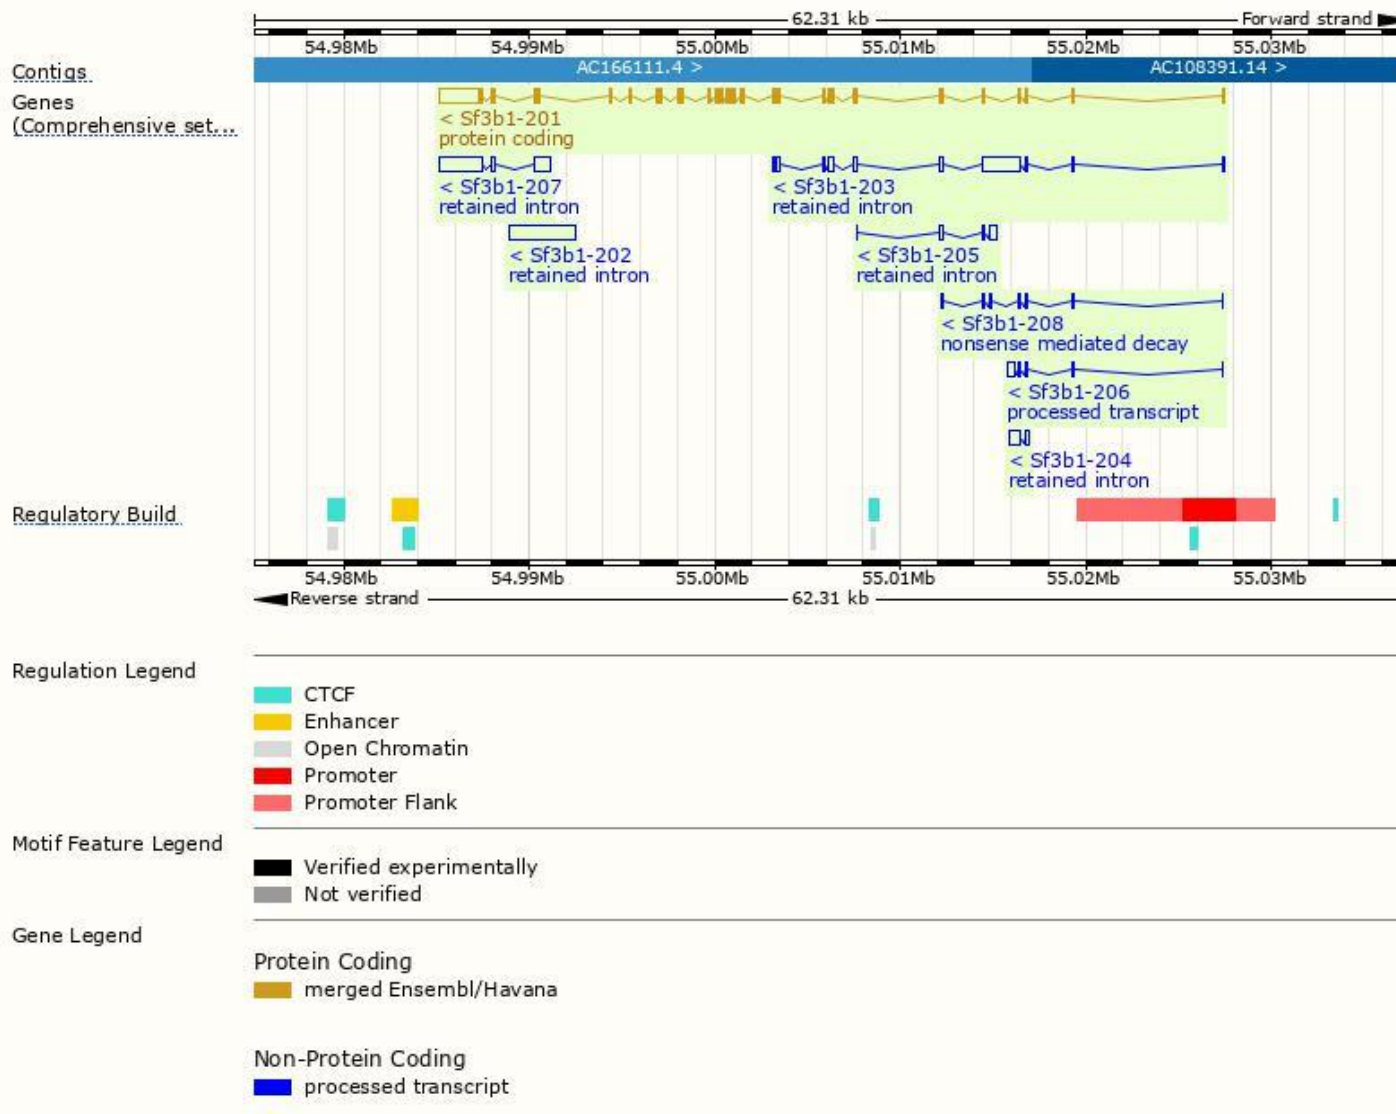 62.31 kb
Forward strand
54.98Mb 54.99Mb 55.00Mb 55.01Mb 55.02Mb 55.03Mb
Contigs
AC166111.4 > AC108391.14 >
Genes
(Comprehensive set...
< Sf3b1-201
protein coding
< Sf3b1-207 < Sf3b1-203
retained intron retained intron
< Sf3b1-202 < Sf3b1-205
retained intron retained intron
< Sf3b1-208
nonsense mediated decay
< Sf3b1-206
processed transcript
< Sf3b1-204
retained intron
Regulatory Build
54.98Mb 54.99Mb 55.00Mb 55.01Mb 55.02Mb 55.03Mb
Reverse strand 62.31 kb
Regulation Legend
CTCF
Enhancer
Open Chromatin
Promoter
Promoter Flank
Motif Feature Legend
Verified experimentally
Not verified
Gene Legend
Protein Coding
merged Ensembl/Havana
Non-Protein Coding
processed transcript